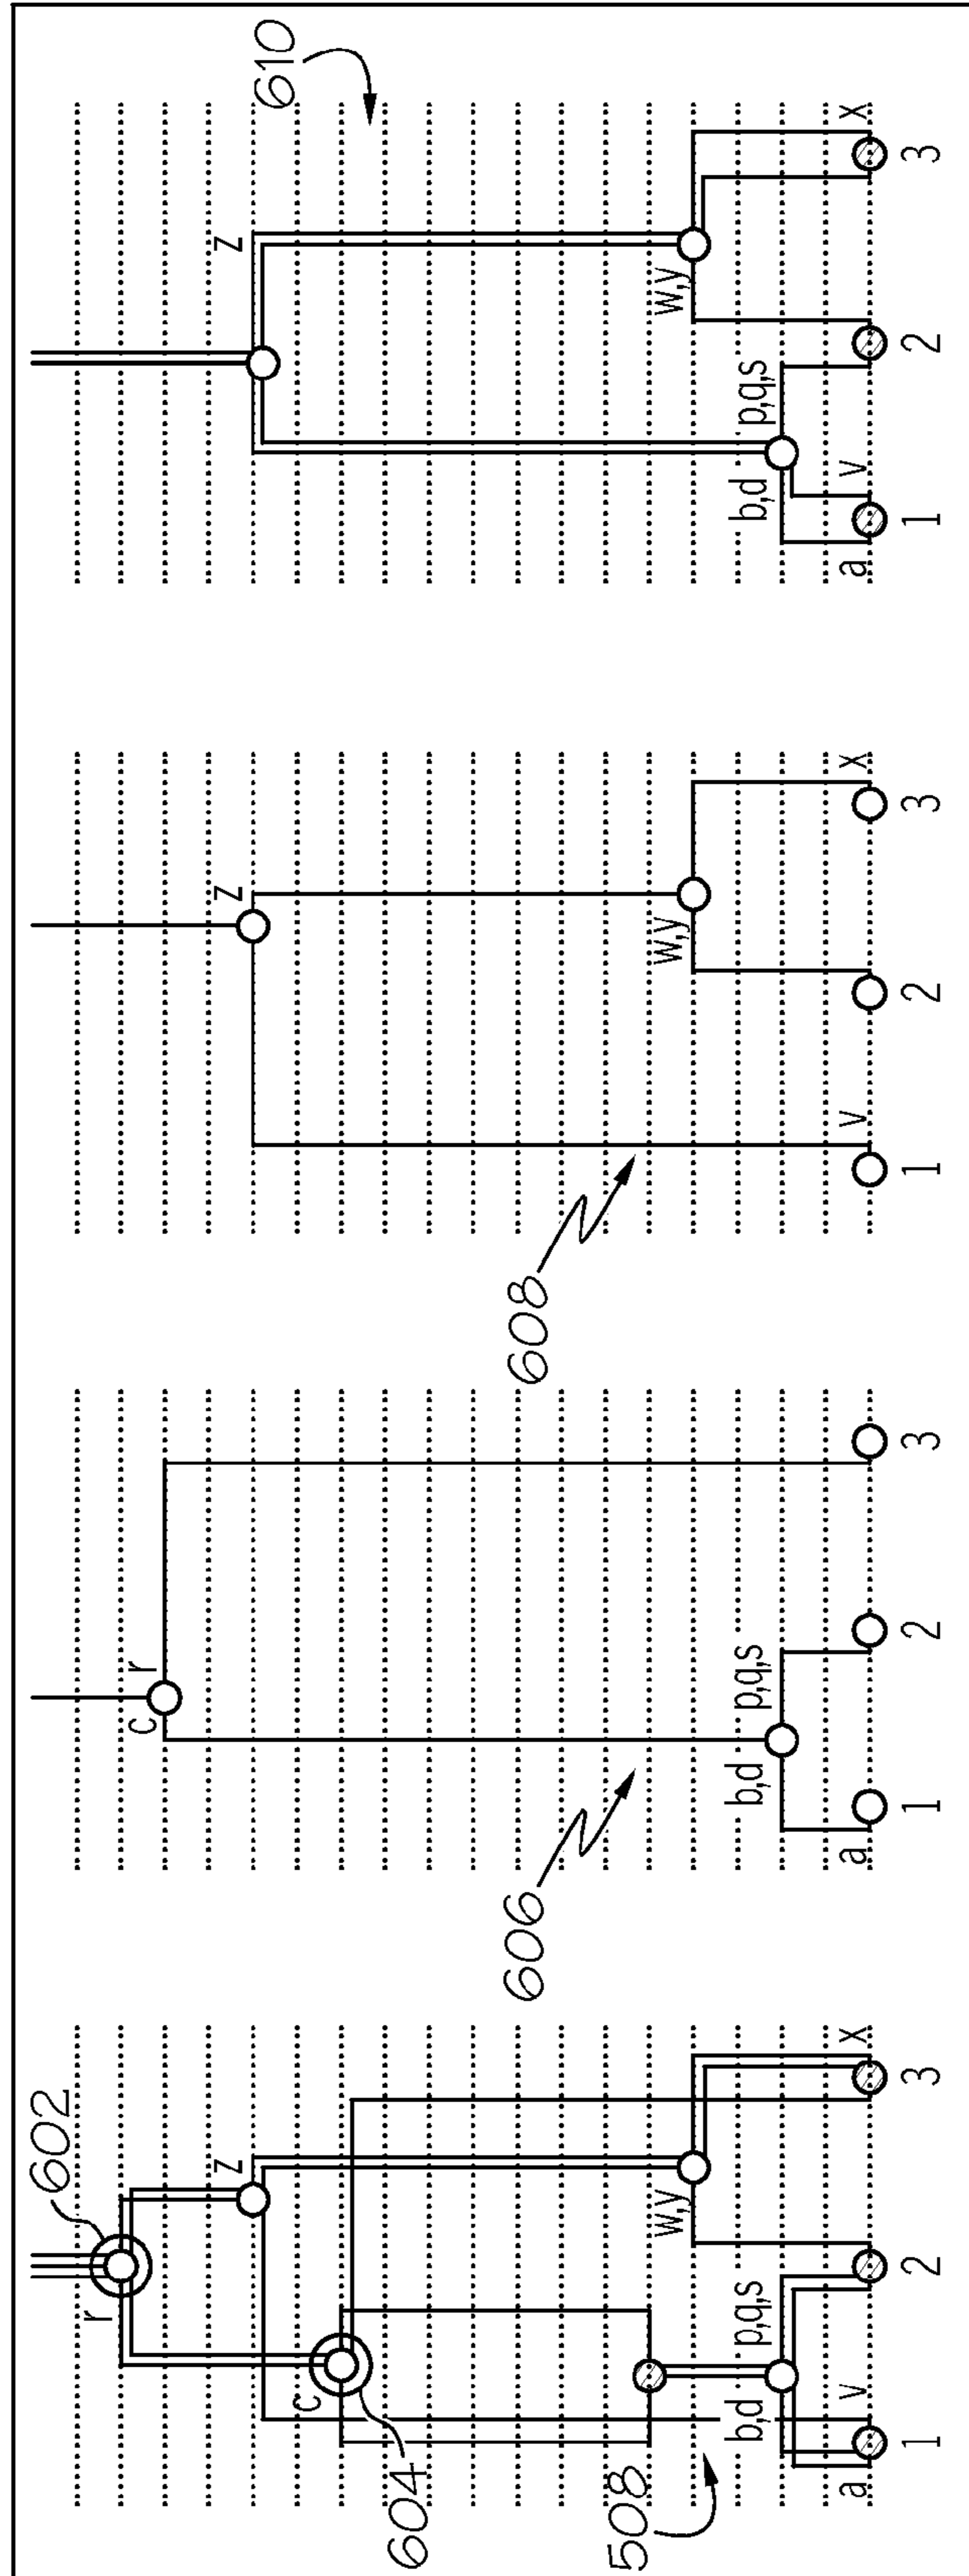 602
r
z
c
604
w,y
508
b,d p,q,s
a v x
1 2 3
c r
606
b,d p,q,s
a
1 2 3
z
608
w,y
v x
1 2 3
610
z
w,y
b,d p,q,s
a v x
1 2 3